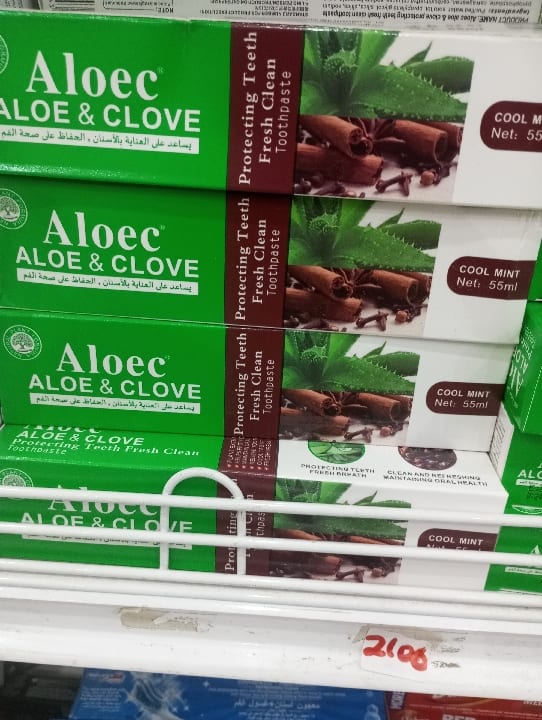 Aloec
ALOE & CLOVE
يساعد على العناية بالأسنان , الحفاظ على صحة الفم
Protecting Teeth
Fresh Clean
Toothpaste
COOL M
Net: 55
Aloec
ALOE & CLOVE
يساعد على العناية بالأسنان , الحفاظ على صحة الفم
Protecting Teeth
Fresh Clean
Toothpaste
COOL MINT
Net: 55ml
Aloec
ALOE & CLOVE
يساعد على العناية بالأسنان , الحفاظ على صحة الفم
Protecting Teeth
Fresh Clean
Toothpaste
COOL MINT
Net: 55ml
ALOE & CLOVE
Protecting Teeth Fresh Clean
Toothpaste
PROTECTING TEETH
FRESH BREATH
CLEAN AND REFRESHING
MAINTAINING ORAL HEALTH
Aloec
ALOE & CLOVE
COOL MINT
2106
معجون أسنان